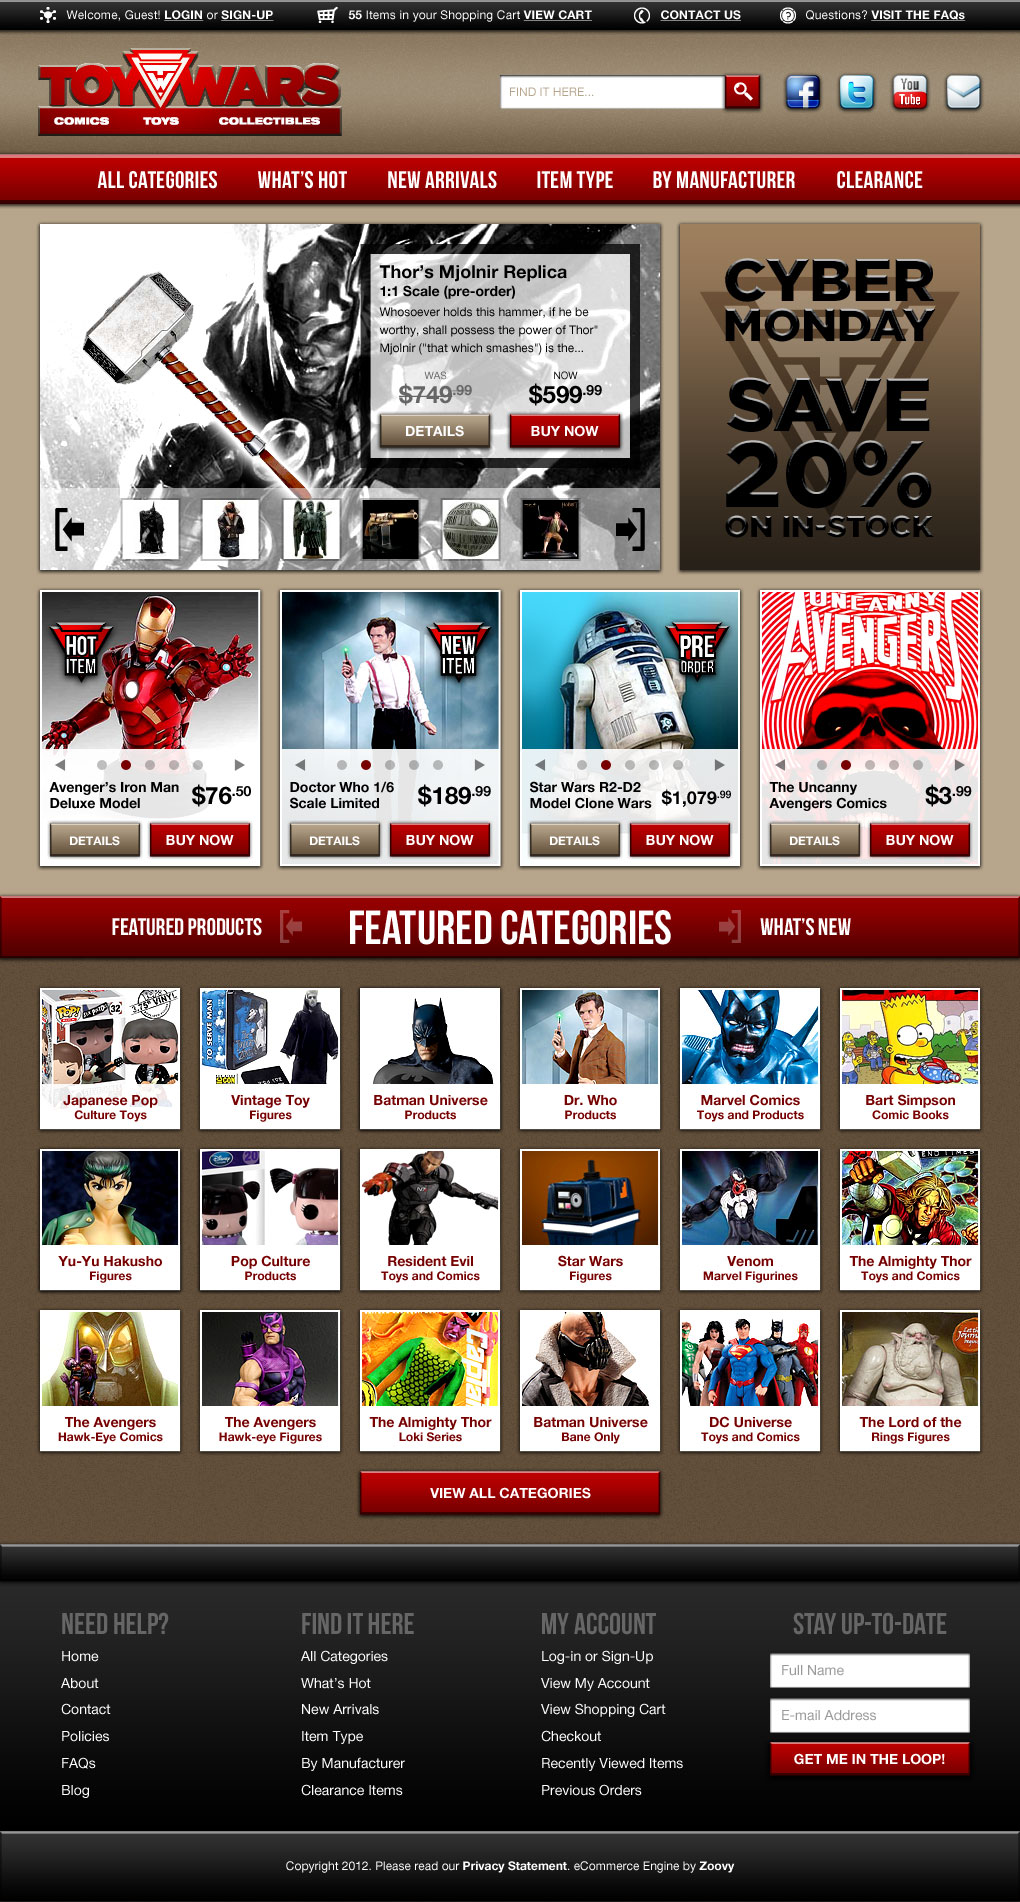 Welcome, Guest! LOGIN or SIGN-UP
55 Items in your Shopping Cart VIEW CART
CONTACT US
Questions? VISIT THE FAQs
TOY WARS
COMICS TOYS COLLECTIBLES
FIND IT HERE...
You
Tube
ALL CATEGORIES
WHAT'S HOT
NEW ARRIVALS
ITEM TYPE
BY MANUFACTURER
CLEARANCE
Thor's Mjolnir Replica
1:1 Scale (pre-order)
Whosoever holds this hammer, if he be
worthy, shall possess the power of Thor"
Mjolnir ("that which smashes") is the...
WAS
NOW
$749.99
$599.99
DETAILS
BUY NOW
CYBER
MONDAY
SAVE
20%
ON IN-STOCK
HOT
ITEM
Avenger's Iron Man
Deluxe Model
$76.50
DETAILS
BUY NOW
NEW
ITEM
Doctor Who 1/6
Scale Limited
$189.99
DETAILS
BUY NOW
PRE
ORDER
Star Wars R2-D2
Model Clone Wars
$1,079.99
DETAILS
BUY NOW
UNCANNY
AVENGERS
The Uncanny
Avengers Comics
$3.99
DETAILS
BUY NOW
FEATURED PRODUCTS
FEATURED CATEGORIES
WHAT'S NEW
POP!
32
3.75" VINYL
Japanese Pop
Culture Toys
TO SERVE MAN
Vintage Toy
Figures
Batman Universe
Products
Dr. Who
Products
Marvel Comics
Toys and Products
Bart Simpson
Comic Books
Yu-Yu Hakusho
Figures
Disney
20
Pop Culture
Products
N7
Resident Evil
Toys and Comics
Star Wars
Figures
Venom
Marvel Figurines
END TIMES
The Almighty Thor
Toys and Comics
The Avengers
Hawk-Eye Comics
The Avengers
Hawk-eye Figures
The Almighty Thor
Loki Series
Batman Universe
Bane Only
DC Universe
Toys and Comics
The Lord of the
Rings Figures
VIEW ALL CATEGORIES
NEED HELP?
Home
About
Contact
Policies
FAQs
Blog
FIND IT HERE
All Categories
What's Hot
New Arrivals
Item Type
By Manufacturer
Clearance Items
MY ACCOUNT
Log-in or Sign-Up
View My Account
View Shopping Cart
Checkout
Recently Viewed Items
Previous Orders
STAY UP-TO-DATE
Full Name
E-mail Address
GET ME IN THE LOOP!
Copyright 2012. Please read our Privacy Statement. eCommerce Engine by Zoovy